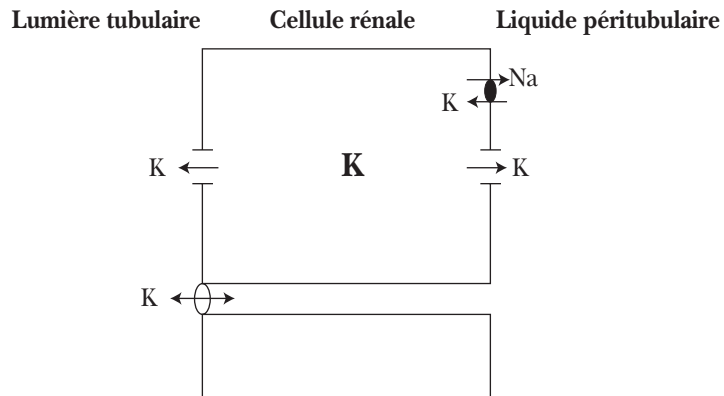 Lumière tubulaire Cellule rénale Liquide péritubulaire
Na
K
K K K
K